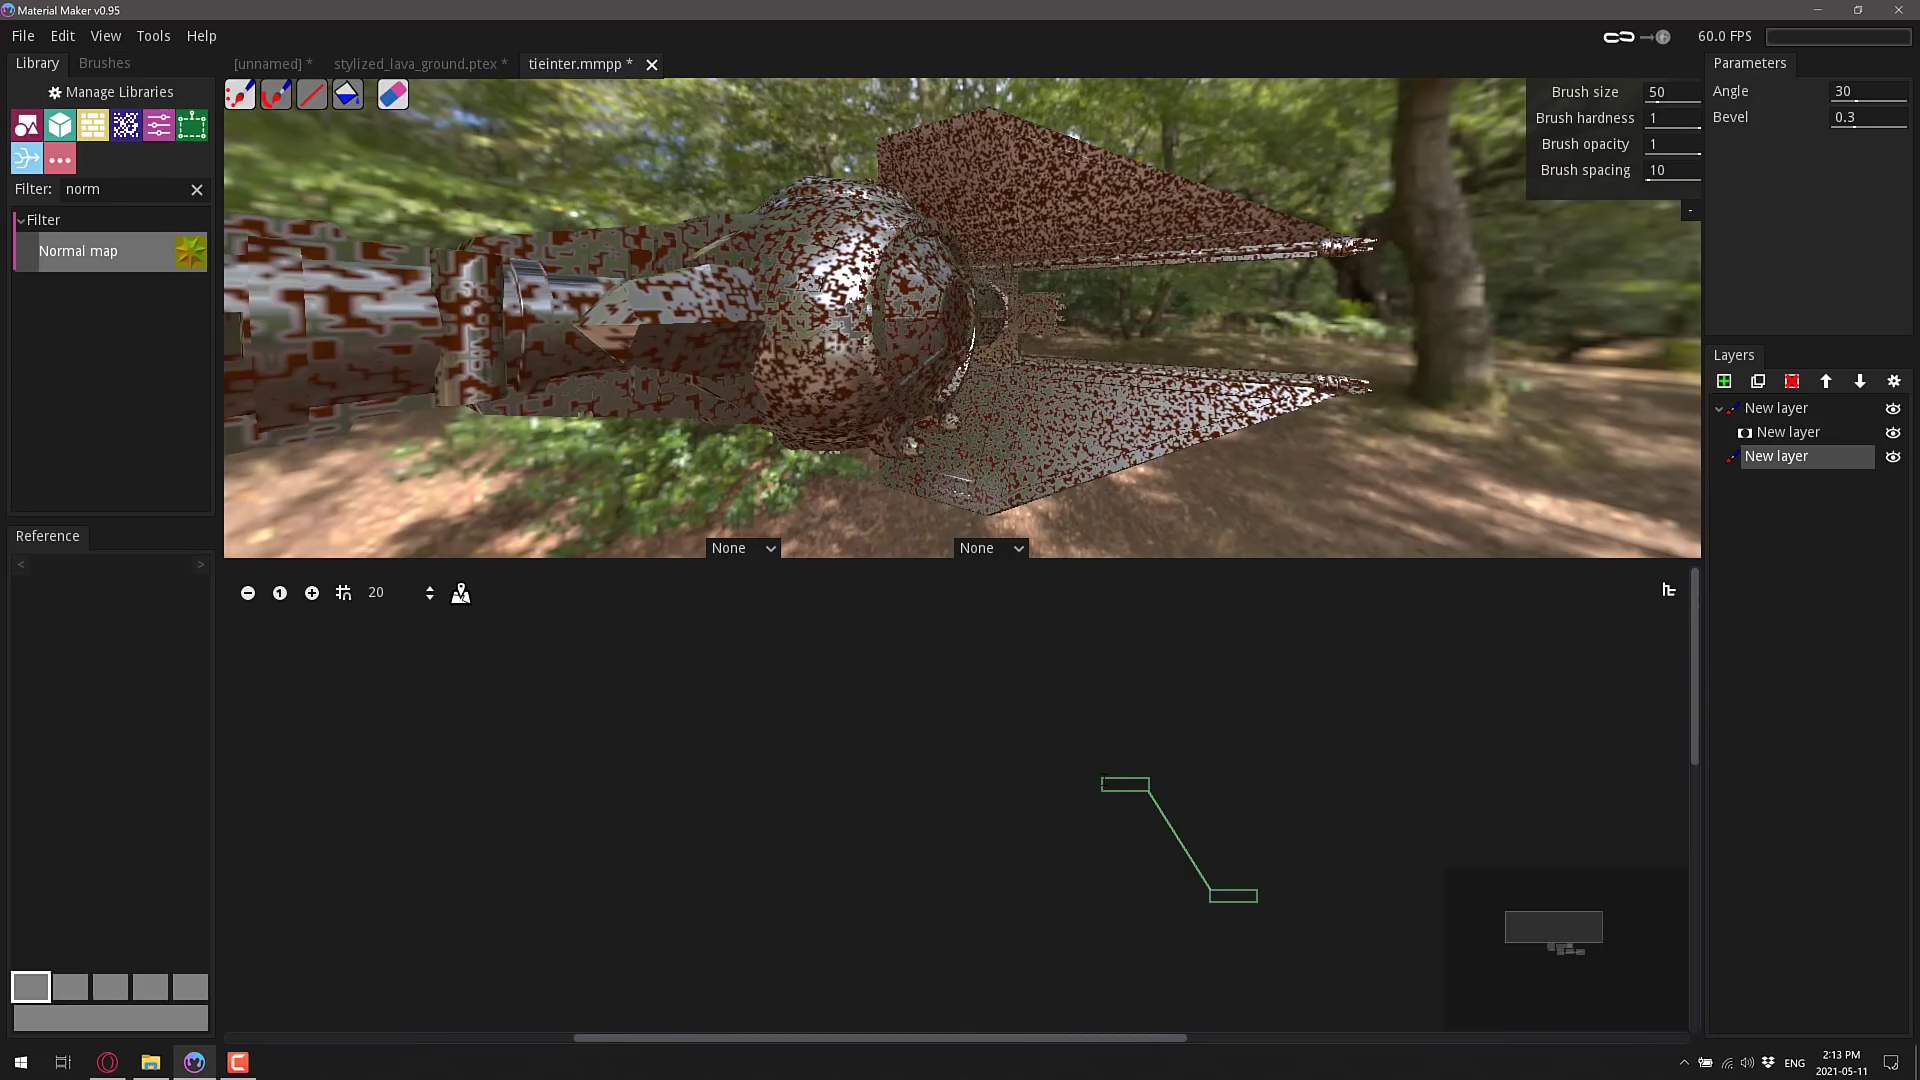 Material Maker v0.95
File Edit View Tools Help
60.0 FPS
Library Brushes
[unnamed] * stylized_lava_ground.ptex * tieinter.mmpp *
Parameters
Manage Libraries
Brush size 50
Angle 30
Brush hardness 1
Bevel 0.3
Brush opacity 1
Brush spacing 10
Filter: norm
-
Filter
Normal map
Layers
New layer
New layer
New layer
Reference
< >
None None
1
20
2:13 PM
ENG
2021-05-11